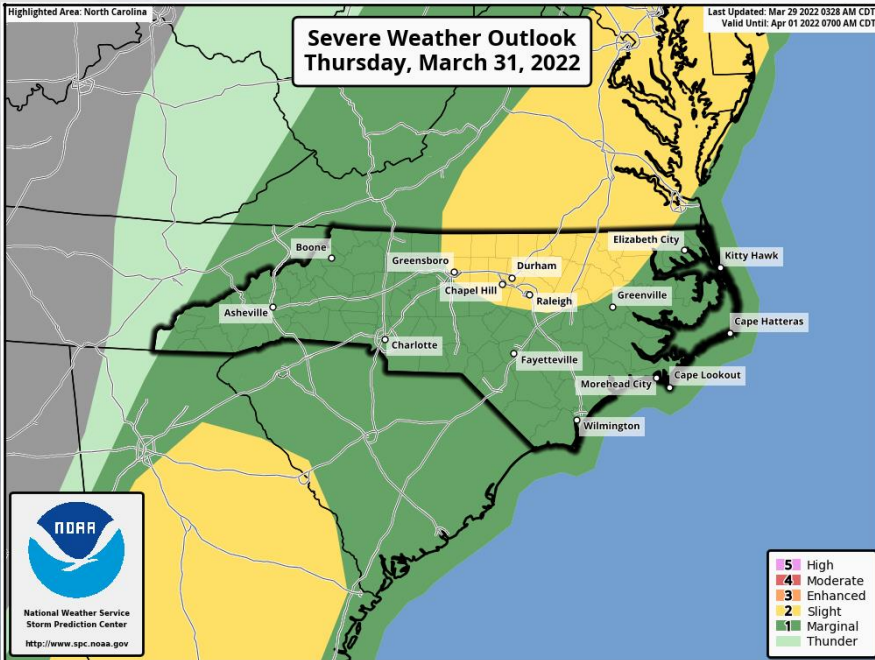 Highlighted Area: North Carolina
Last Updated: Mar 29 2022 0328 AM CDT
Valid Until: Apr 01 2022 0700 AM CDT
Severe Weather Outlook
Thursday, March 31, 2022
Boone
Elizabeth City
Greensboro
Durham
Kitty Hawk
Chapel Hill
Raleigh
Greenville
Asheville
Cape Hatteras
Charlotte
Fayetteville
Cape Lookout
Morehead City
Wilmington
NOAA
National Weather Service
Storm Prediction Center
http://www.spc.noaa.gov
5 High
4 Moderate
3 Enhanced
2 Slight
1 Marginal
Thunder